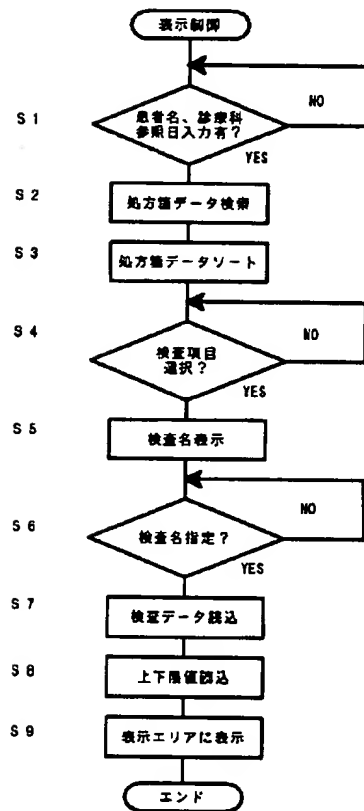 表示制御
S1
患者名、診療科
参照日入力有?
NO
YES
S2
処方箋データ検索
S3
処方箋データソート
S4
検査項目
選択?
NO
YES
S5
検査名表示
S6
検査名指定?
NO
YES
S7
検査データ読込
S8
上下限値読込
S9
表示エリアに表示
エンド